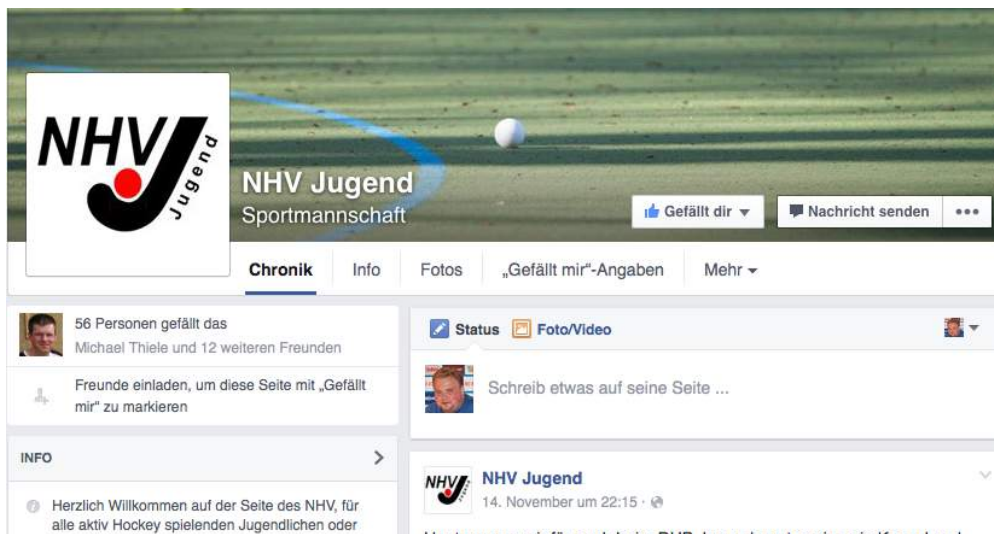 NHV
Jugend
NHV Jugend
Sportmannschaft
Gefällt dir
Nachricht senden
Chronik
Info
Fotos
„Gefällt mir“-Angaben
Mehr
56 Personen gefällt das
Michael Thiele und 12 weiteren Freunden
Freunde einladen, um diese Seite mit „Gefällt
mir“ zu markieren
INFO
Herzlich Willkommen auf der Seite des NHV, für
alle aktiv Hockey spielenden Jugendlichen oder
Status
Foto/Video
Schreib etwas auf seine Seite ...
NHV
NHV Jugend
14. November um 22:15 ·